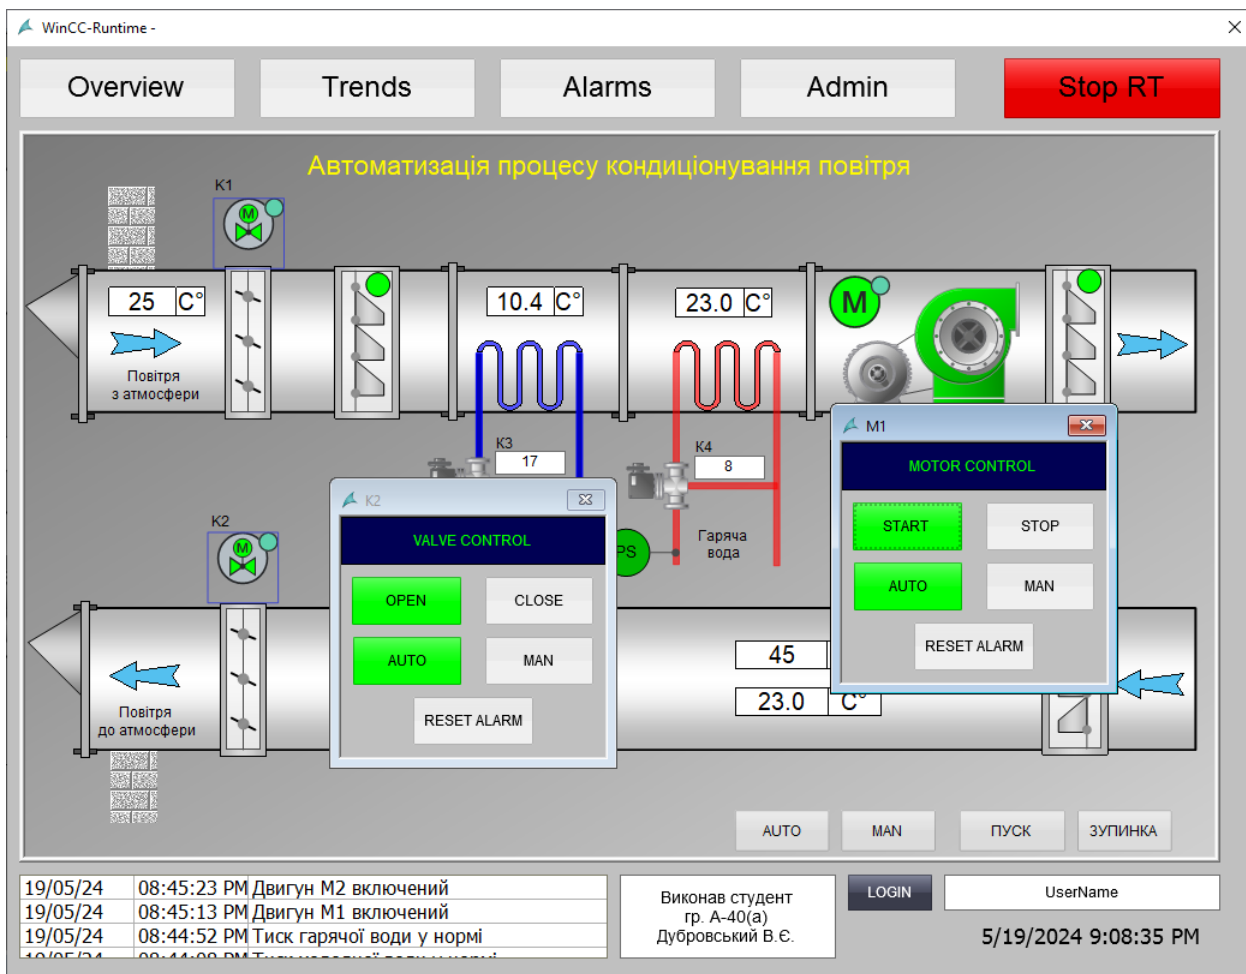 WinCC-Runtime -
Overview
Trends
Alarms
Admin
Stop RT
Автоматизація процесу кондиціонування повітря
K1
M
25 C°
10.4 C°
23.0 C°
M
Повітря
з атмосфери
K3
17
K4
8
K2
M
PS
Гаряча
вода
K2
VALVE CONTROL
OPEN
CLOSE
AUTO
MAN
RESET ALARM
M1
MOTOR CONTROL
START
STOP
AUTO
MAN
RESET ALARM
45
23.0 C°
Повітря
до атмосфери
AUTO
MAN
ПУСК
ЗУПИНКА
19/05/24 08:45:23 PM Двигун М2 включений
19/05/24 08:45:13 PM Двигун М1 включений
19/05/24 08:44:52 PM Тиск гарячої води у нормі
Виконав студент
гр. А-40(а)
Дубровський В.Є.
LOGIN
UserName
5/19/2024 9:08:35 PM